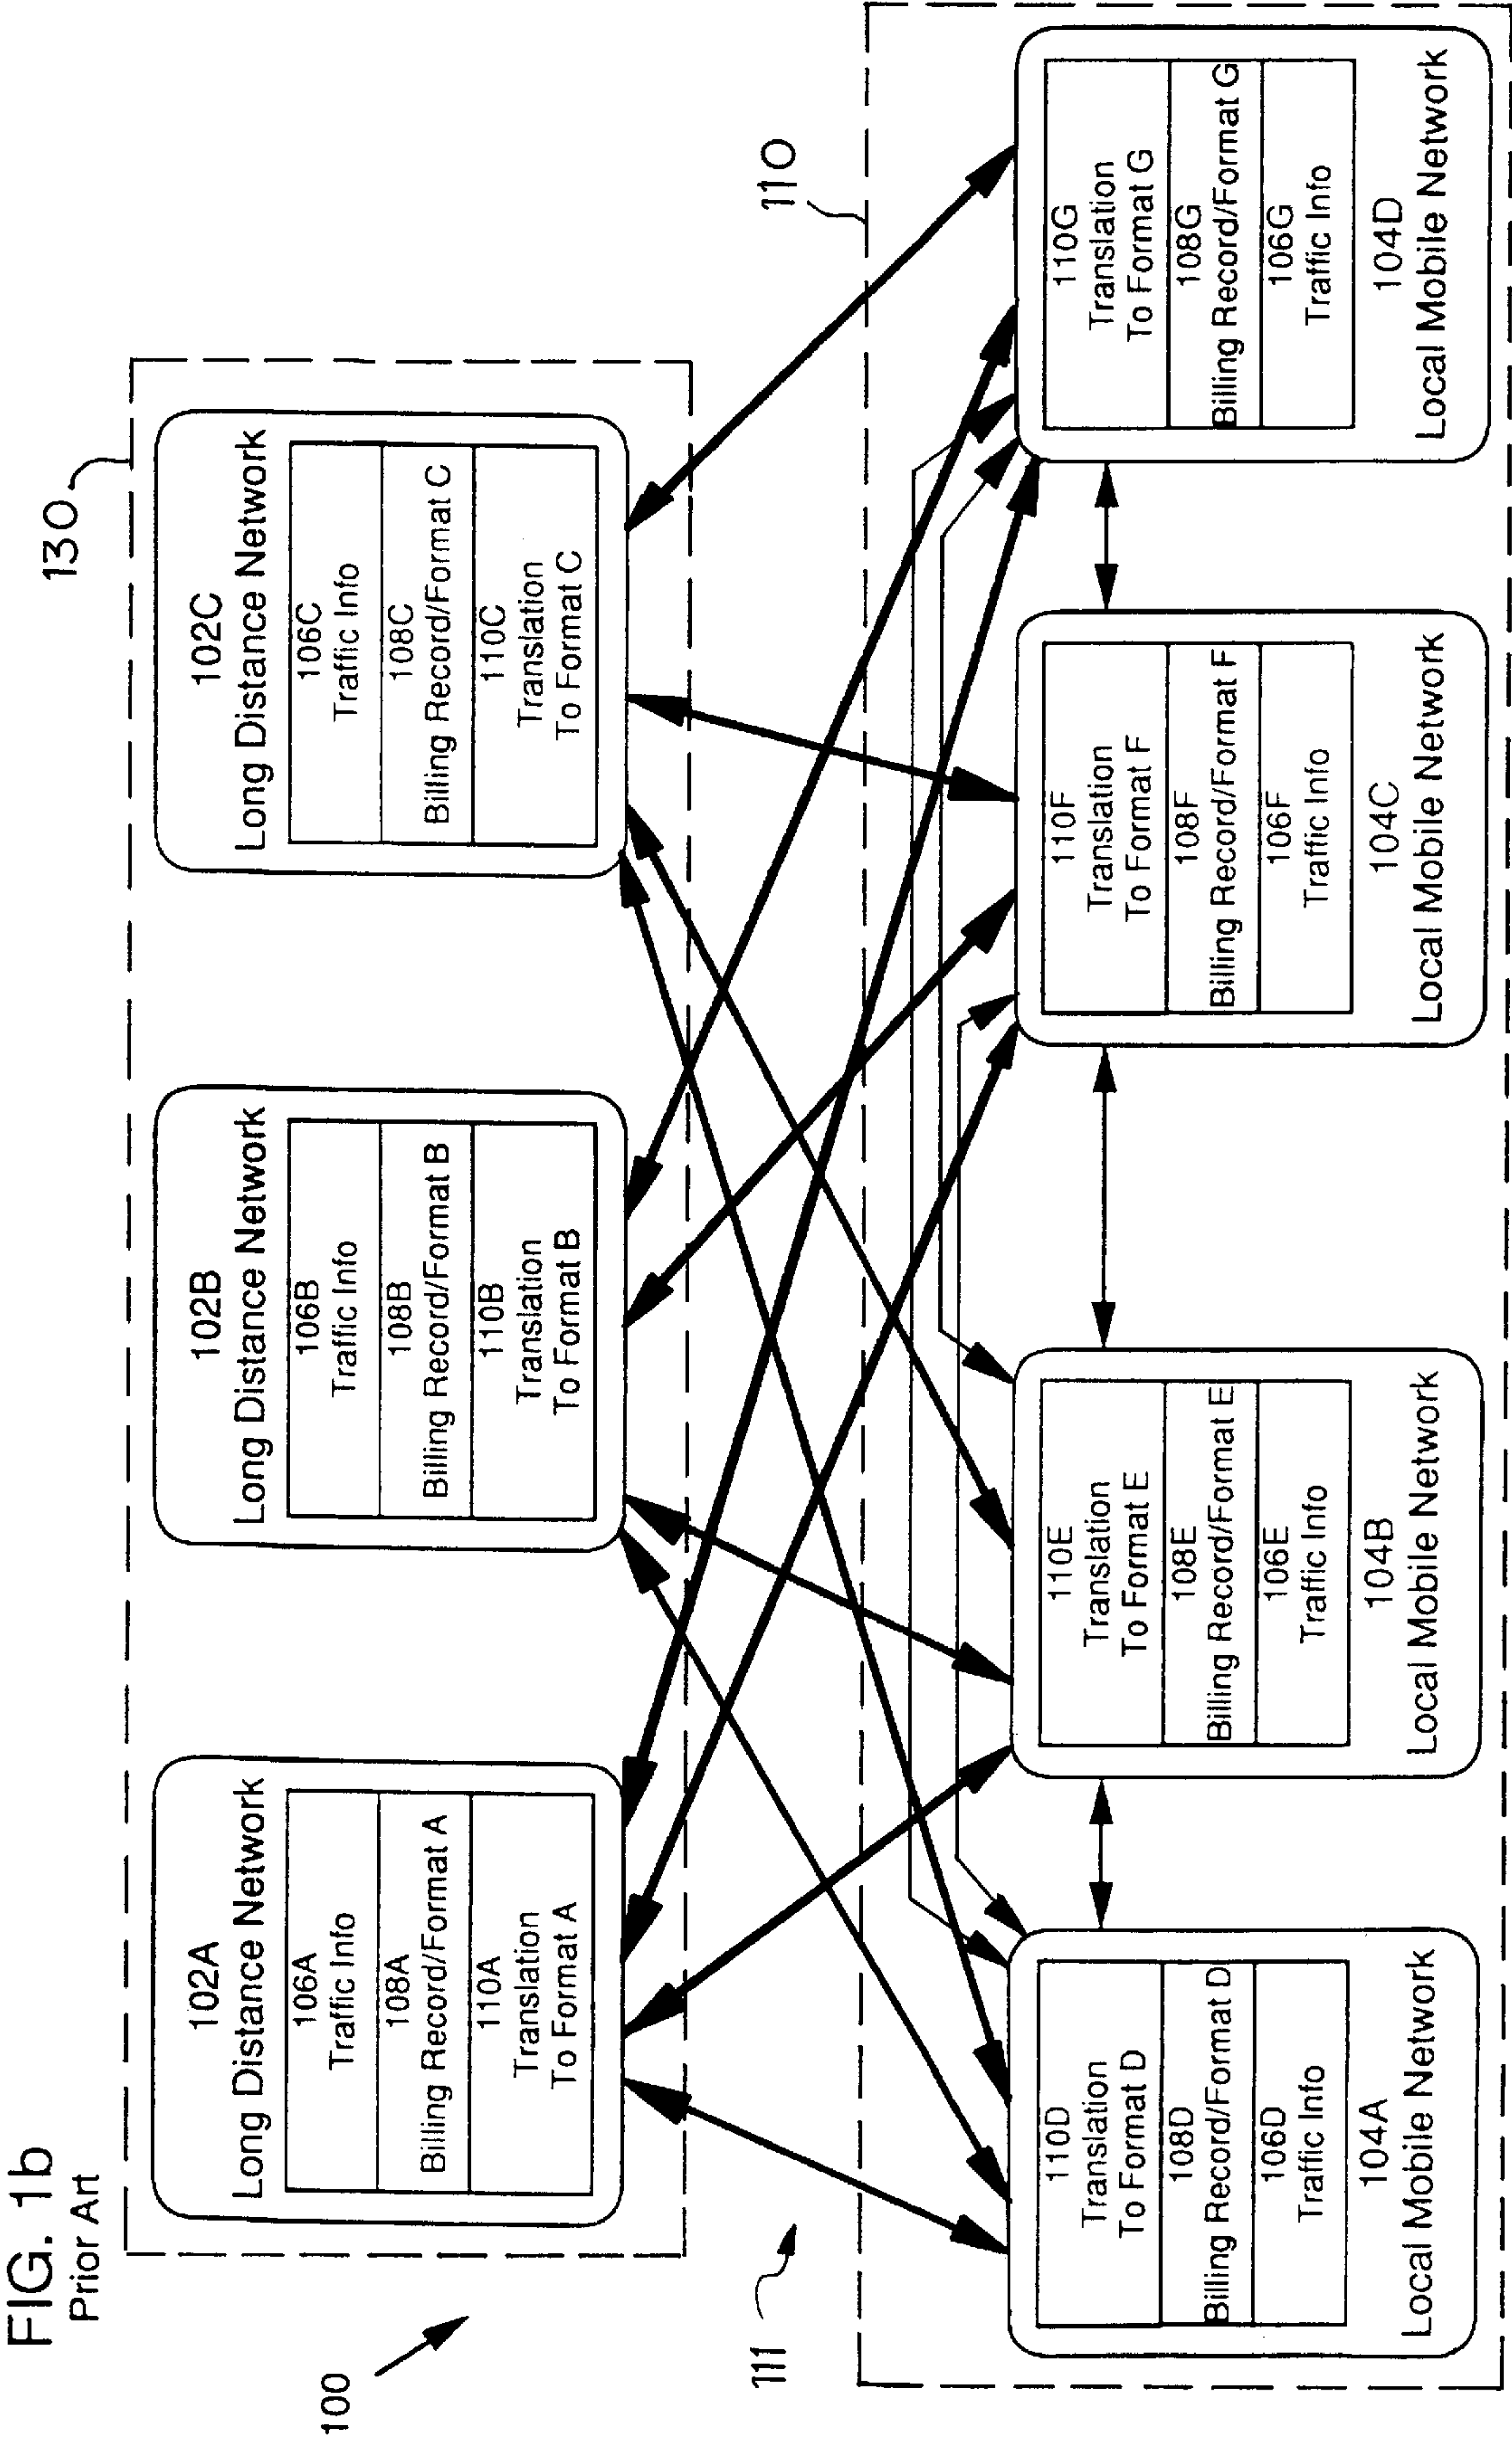 FIG. 1b
Prior Art
100
130
102A
Long Distance Network
106A
Traffic Info
108A
Billing Record/Format A
110A
Translation
To Format A
102B
Long Distance Network
106B
Traffic Info
108B
Billing Record/Format B
110B
Translation
To Format B
102C
Long Distance Network
106C
Traffic Info
108C
Billing Record/Format C
110C
Translation
To Format C
111
110
110D
Translation
To Format D
108D
Billing Record/Format D
106D
Traffic Info
104A
Local Mobile Network
110E
Translation
To Format E
108E
Billing Record/Format E
106E
Traffic Info
104B
Local Mobile Network
110F
Translation
To Format F
108F
Billing Record/Format F
106F
Traffic Info
104C
Local Mobile Network
110G
Translation
To Format G
108G
Billing Record/Format G
106G
Traffic Info
104D
Local Mobile Network